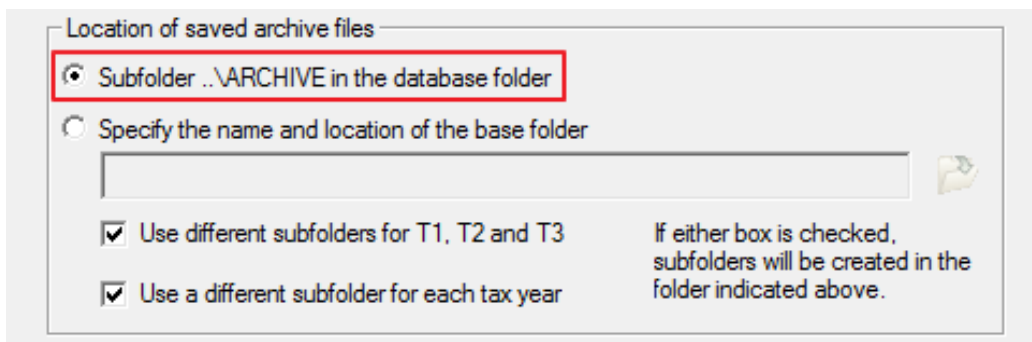 Location of saved archive files
Subfolder ..\ARCHIVE in the database folder
Specify the name and location of the base folder
Use different subfolders for T1, T2 and T3
Use a different subfolder for each tax year
If either box is checked,
subfolders will be created in the
folder indicated above.